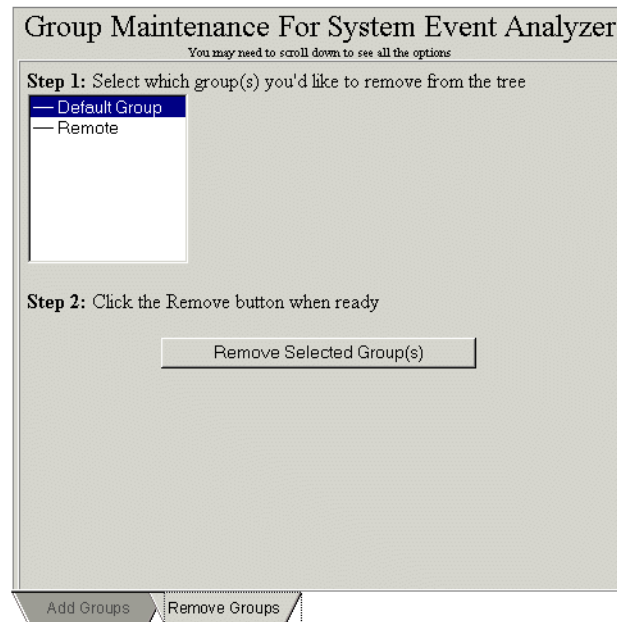 Group Maintenance For System Event Analyzer
You may need to scroll down to see all the options
Step 1: Select which group(s) you'd like to remove from the tree
Default Group
Remote
Step 2: Click the Remove button when ready
Remove Selected Group(s)
Add Groups Remove Groups